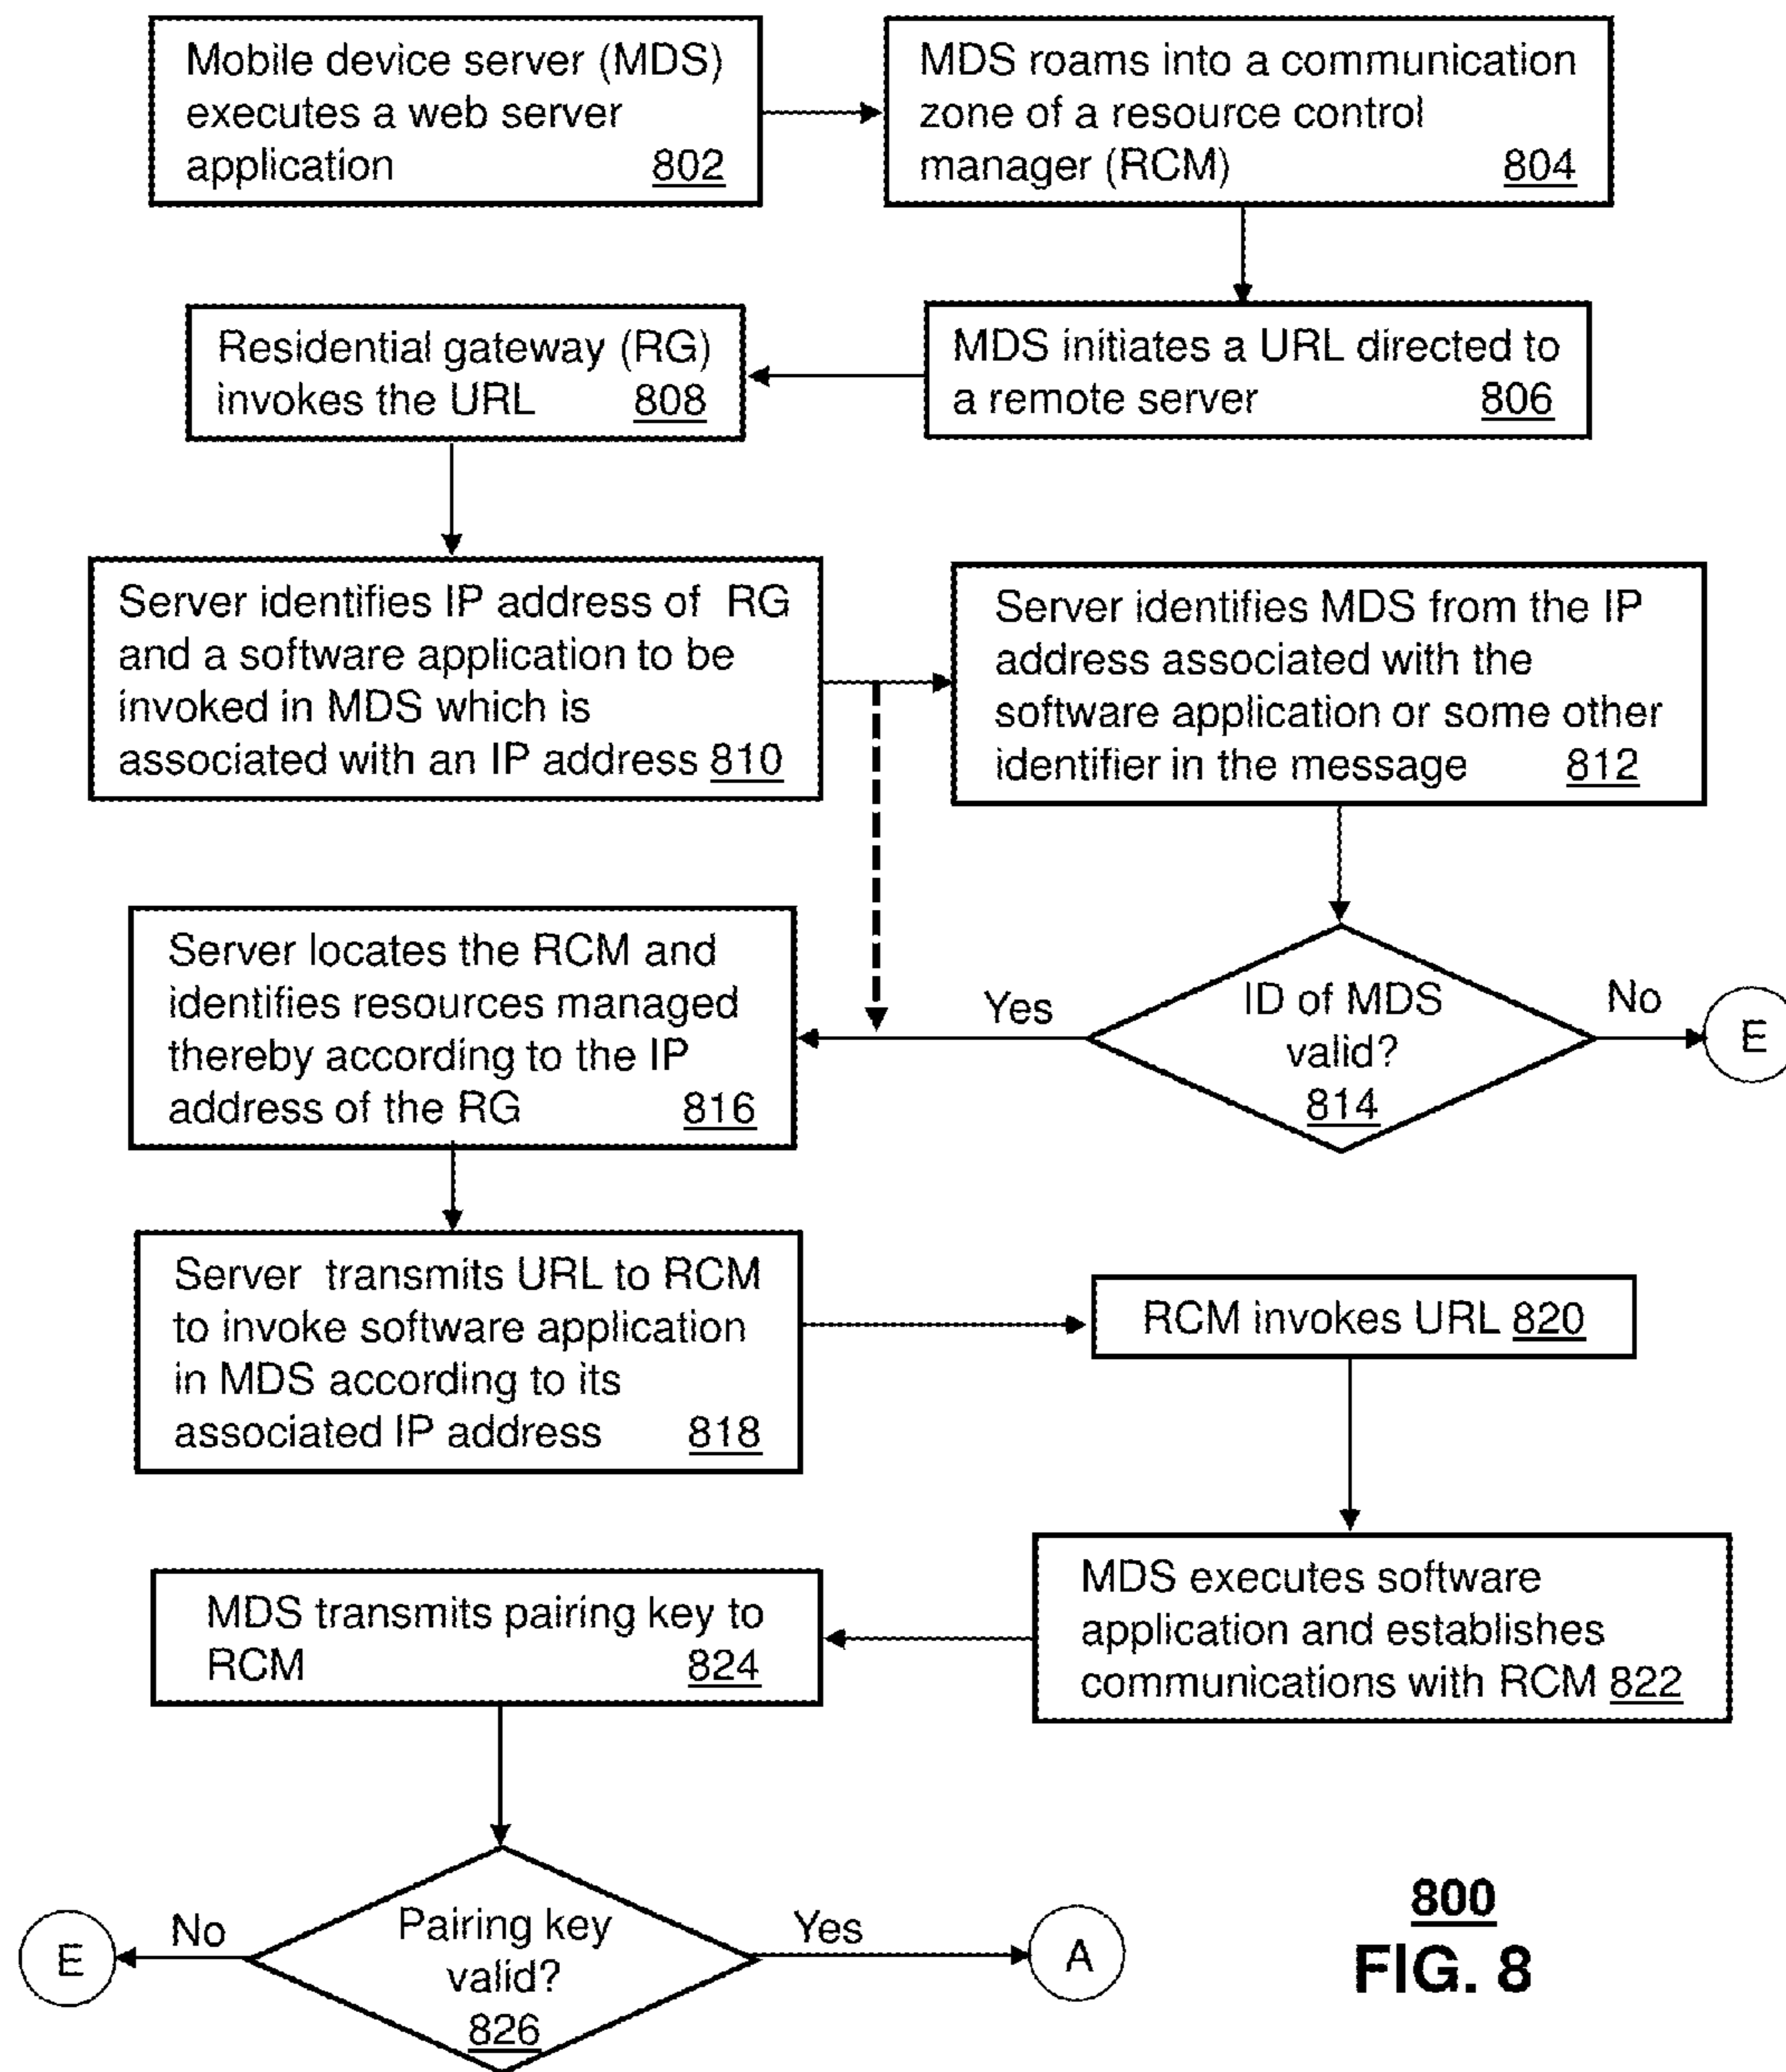 Mobile device server (MDS)
executes a web server
application 802
MDS roams into a communication
zone of a resource control
manager (RCM) 804
MDS initiates a URL directed to
a remote server 806
Residential gateway (RG)
invokes the URL 808
Server identifies IP address of RG
and a software application to be
invoked in MDS which is
associated with an IP address 810
Server identifies MDS from the IP
address associated with the
software application or some other
identifier in the message 812
ID of MDS
valid?
814
Yes
No
E
Server locates the RCM and
identifies resources managed
thereby according to the IP
address of the RG 816
Server transmits URL to RCM
to invoke software application
in MDS according to its
associated IP address 818
RCM invokes URL 820
MDS executes software
application and establishes
communications with RCM 822
MDS transmits pairing key to
RCM 824
Pairing key
valid?
826
No
E
Yes
A
800
FIG. 8